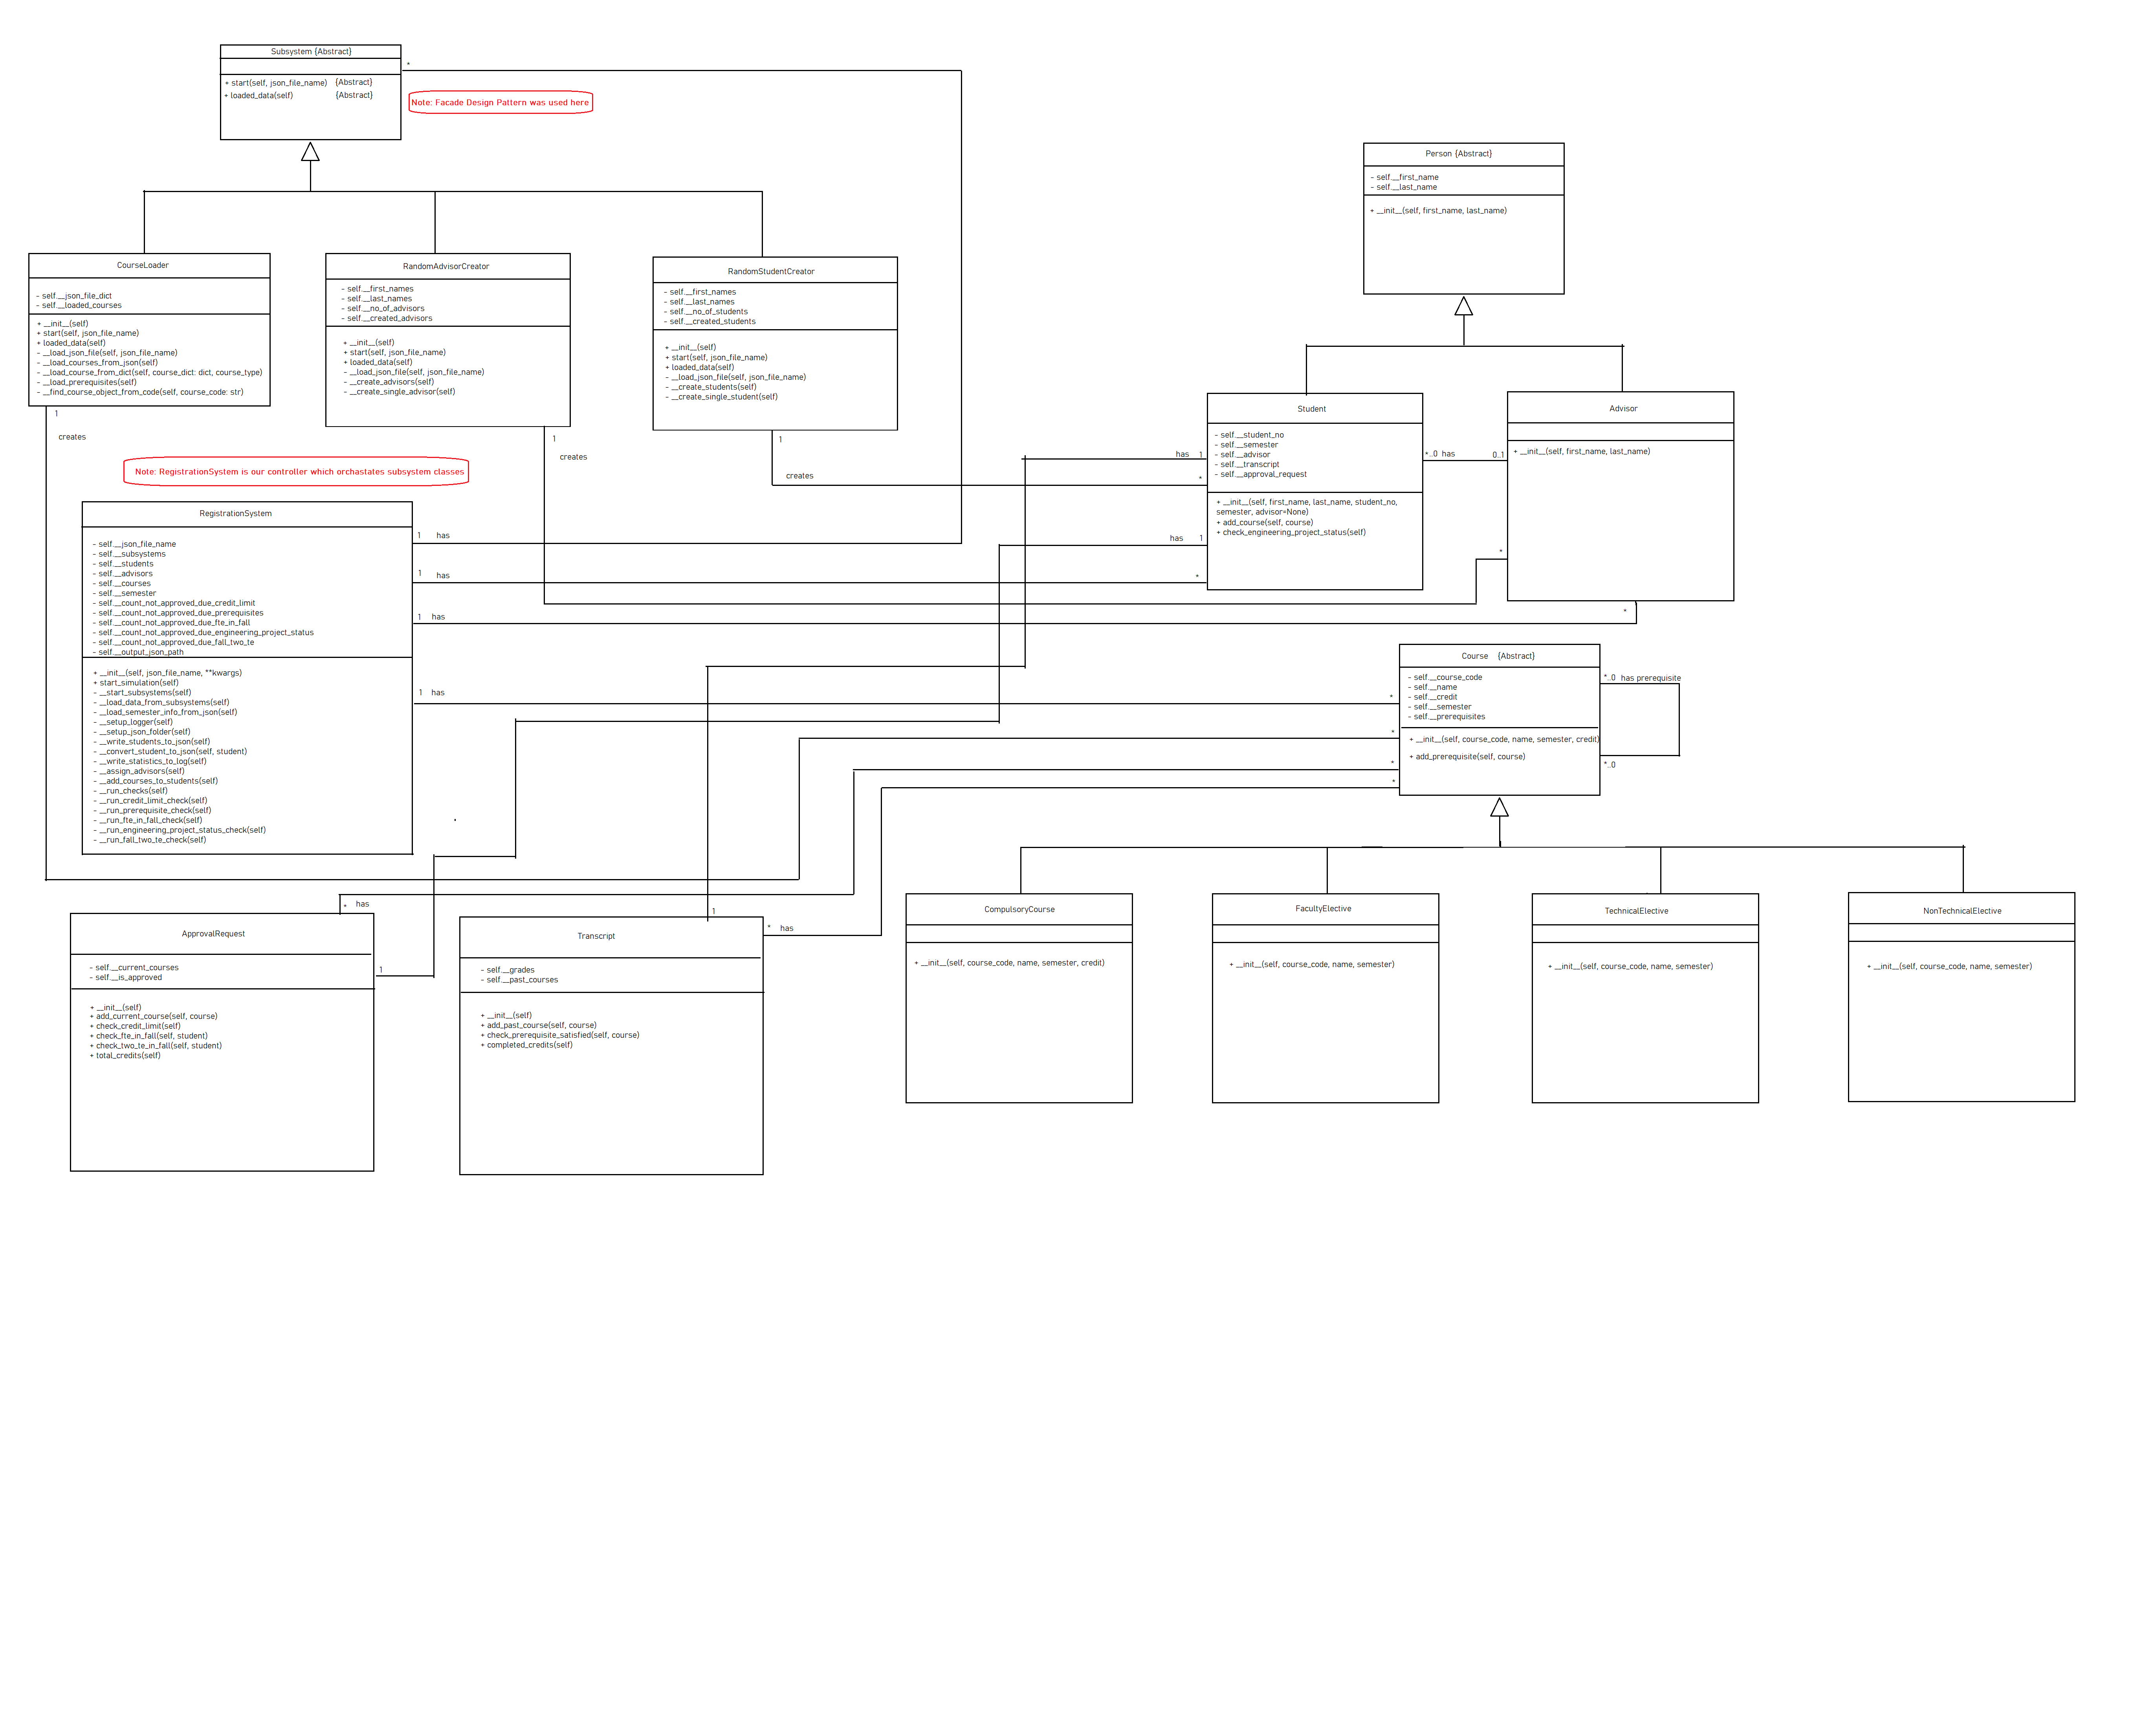 Subsystem {Abstract}
+ start(self, json_file_name) {Abstract}
+ loaded_data(self) {Abstract}
*
Note: Facade Design Pattern was used here
Person {Abstract}
- self.__first_name
- self.__last_name
+ __init__(self, first_name, last_name)
CourseLoader
- self.__json_file_dict
- self.__loaded_courses
+ __init__(self)
+ start(self, json_file_name)
+ loaded_data(self)
- __load_json_file(self, json_file_name)
- __load_courses_from_json(self)
- __load_course_from_dict(self, course_dict: dict, course_type)
- __load_prerequisites(self)
- __find_course_object_from_code(self, course_code: str)
1
creates
RandomAdvisorCreator
- self.__first_names
- self.__last_names
- self.__no_of_advisors
- self.__created_advisors
+ __init__(self)
+ start(self, json_file_name)
+ loaded_data(self)
- __load_json_file(self, json_file_name)
- __create_advisors(self)
- __create_single_advisor(self)
1
creates
RandomStudentCreator
- self.__first_names
- self.__last_names
- self.__no_of_students
- self.__created_students
+ __init__(self)
+ start(self, json_file_name)
+ loaded_data(self)
- __load_json_file(self, json_file_name)
- __create_students(self)
- __create_single_student(self)
1
creates
Student
- self.__student_no
- self.__semester
- self.__advisor
- self.__transcript
- self.__approval_request
+ __init__(self, first_name, last_name, student_no,
semester, advisor=None)
+ add_course(self, course)
+ check_engineering_project_status(self)
has 1
*
has 1
*
*..0 has 0..1
Advisor
+ __init__(self, first_name, last_name)
*
*
Note: RegistrationSystem is our controller which orchastates subsystem classes
RegistrationSystem
- self.__json_file_name
- self.__subsystems
- self.__students
- self.__advisors
- self.__courses
- self.__semester
- self.__count_not_approved_due_credit_limit
- self.__count_not_approved_due_prerequisites
- self.__count_not_approved_due_fte_in_fall
- self.__count_not_approved_due_engineering_project_status
- self.__count_not_approved_due_fall_two_te
- self.__output_json_path
+ __init__(self, json_file_name, **kwargs)
+ start_simulation(self)
- __start_subsystems(self)
- __load_data_from_subsystems(self)
- __load_semester_info_from_json(self)
- __setup_logger(self)
- __setup_json_folder(self)
- __write_students_to_json(self)
- __convert_student_to_json(self, student)
- __write_statistics_to_log(self)
- __assign_advisors(self)
- __add_courses_to_students(self)
- __run_checks(self)
- __run_credit_limit_check(self)
- __run_prerequisite_check(self)
- __run_fte_in_fall_check(self)
- __run_engineering_project_status_check(self)
- __run_fall_two_te_check(self)
1 has
1 has
1 has
1 has
Course {Abstract}
- self.__course_code
- self.__name
- self.__credit
- self.__semester
- self.__prerequisites
+ __init__(self, course_code, name, semester, credit)
+ add_prerequisite(self, course)
*..0 has prerequisite
*..0
*
*
*
*
ApprovalRequest
- self.__current_courses
- self.__is_approved
+ __init__(self)
+ add_current_course(self, course)
+ check_credit_limit(self)
+ check_fte_in_fall(self, student)
+ check_two_te_in_fall(self, student)
+ total_credits(self)
* has
1
Transcript
- self.__grades
- self.__past_courses
+ __init__(self)
+ add_past_course(self, course)
+ check_prerequisite_satisfied(self, course)
+ completed_credits(self)
1
* has
CompulsoryCourse
+ __init__(self, course_code, name, semester, credit)
FacultyElective
+ __init__(self, course_code, name, semester)
TechnicalElective
+ __init__(self, course_code, name, semester)
NonTechnicalElective
+ __init__(self, course_code, name, semester)